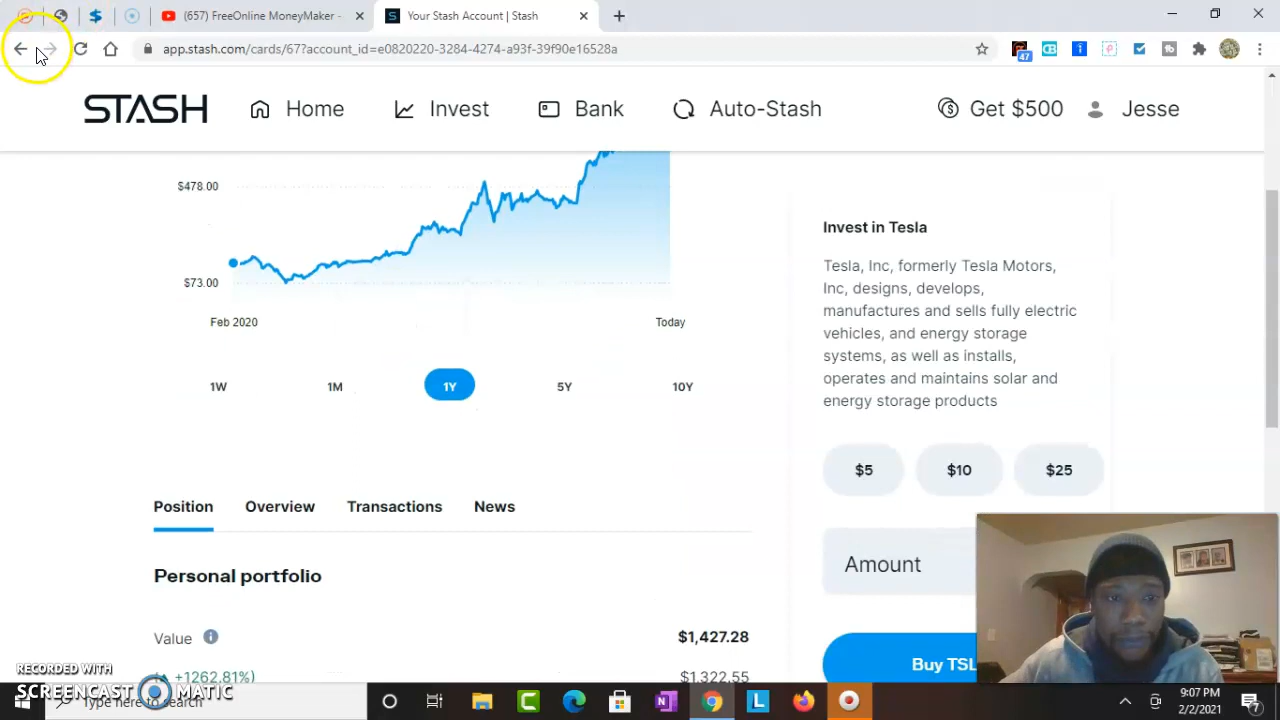 (657) FreeOnline MoneyMaker -
Your Stash Account | Stash
app.stash.com/cards/67?account_id=e0820220-3284-4274-a93f-39f90e16528a
47
CB
STASH
Home
Invest
Bank
Auto-Stash
Get $500
Jesse
$478.00
$73.00
Feb 2020
Today
1W
1M
1Y
5Y
10Y
Invest in Tesla
Tesla, Inc, formerly Tesla Motors,
Inc, designs, develops,
manufactures and sells fully electric
vehicles, and energy storage
systems, as well as installs,
operates and maintains solar and
energy storage products
$5
$10
$25
Position
Overview
Transactions
News
Amount
Personal portfolio
Value
$1,427.28
+1262.81%)
$1,322.55
Buy TSL
RECORDED WITH
SCREENCAST MATIC
Type here to search
9:07 PM
2/2/2021
7